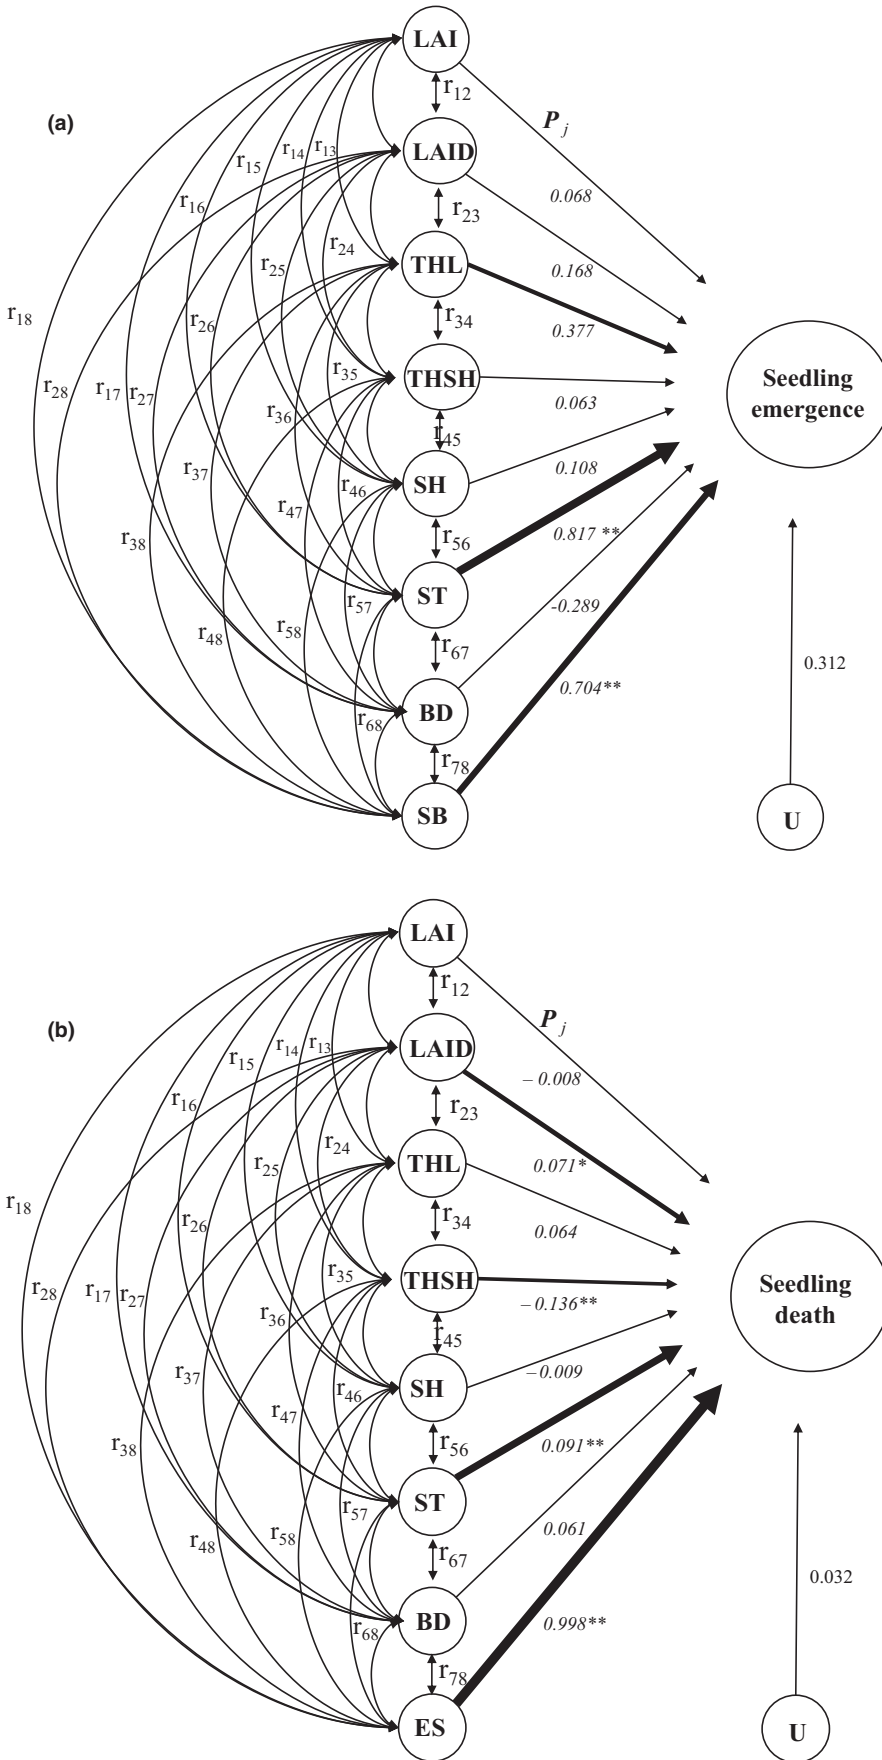 LAI
r12
(a)
Pj
r14
r13
r15
LAID
r16
0.068
r23
r24
r25
0.168
THL
r18
r26
r34
0.377
r35
r28
r17
r27
THSH
Seedling
emergence
0.063
r36
r45
r37
r46
SH
0.108
r47
r38
r56
0.817 **
ST
r57
-0.289
r58
r48
r67
0.312
0.704**
BD
r68
r78
SB
U
LAI
r12
(b)
Pj
r14
r13
r15
LAID
r16
– 0.008
r23
r24
r25
0.071*
THL
r18
r26
r34
0.064
r35
r28
r17
r27
THSH
Seedling
death
– 0.136**
r36
r45
r37
r46
SH
– 0.009
r47
r38
r56
0.091**
ST
r57
0.061
r58
r48
r67
0.032
BD
0.998**
r68
r78
ES
U